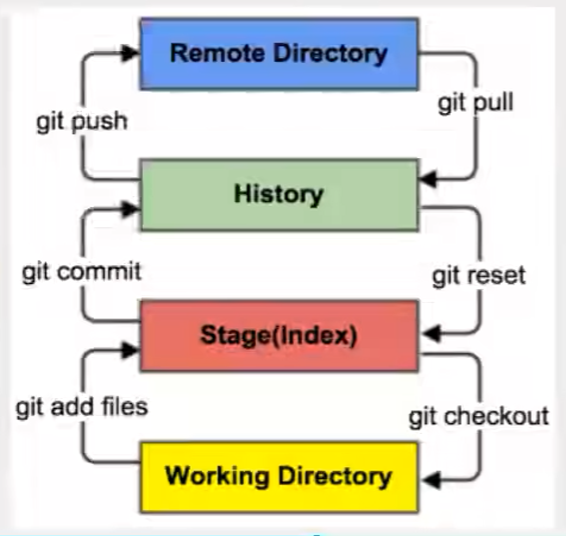 Remote Directory
git push
git pull
History
git commit
git reset
Stage(Index)
git add files
git checkout
Working Directory